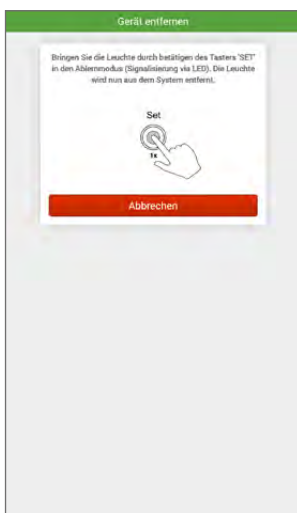 Gerät entfernen
Bringen Sie die Leuchte durch betätigen des Tasters 'SET'
in den Ablernmodus (Signalisierung via LED). Die Leuchte
wird nun aus dem System entfernt.
Set
1x
Abbrechen